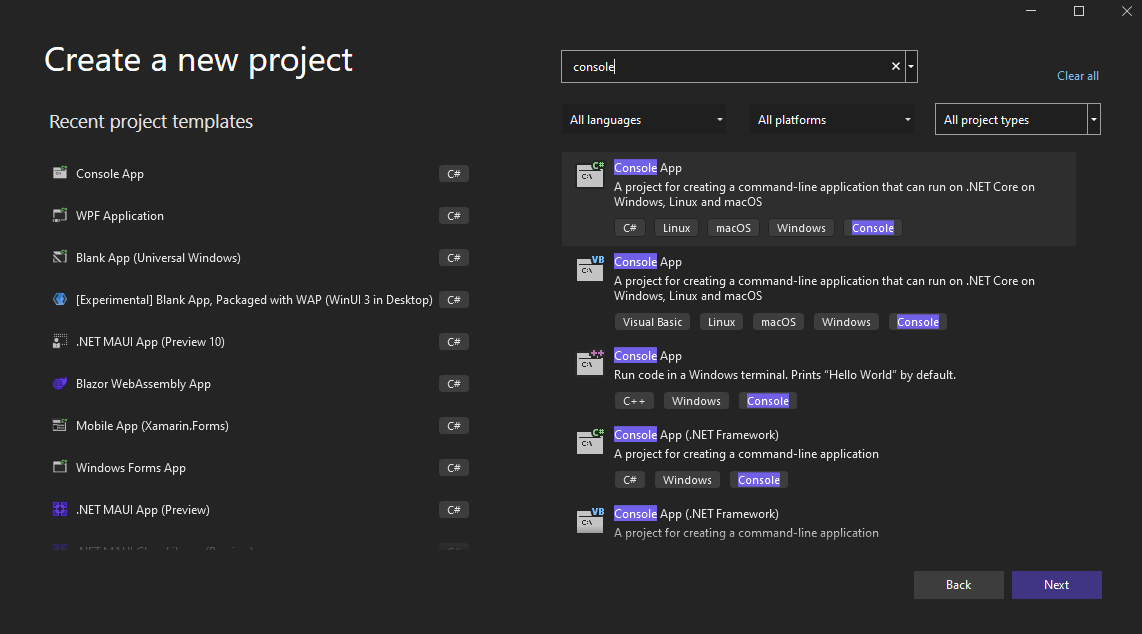 Create a new project
console
Clear all
All languages
All platforms
All project types
Recent project templates
Console App C#
WPF Application C#
Blank App (Universal Windows) C#
[Experimental] Blank App, Packaged with WAP (WinUI 3 in Desktop) C#
.NET MAUI App (Preview 10) C#
Blazor WebAssembly App C#
Mobile App (Xamarin.Forms) C#
Windows Forms App C#
.NET MAUI App (Preview) C#
C#
C:\
Console App
A project for creating a command-line application that can run on .NET Core on
Windows, Linux and macOS
C# Linux macOS Windows Console
VB
C:\
Console App
A project for creating a command-line application that can run on .NET Core on
Windows, Linux and macOS
Visual Basic Linux macOS Windows Console
++
C:\
Console App
Run code in a Windows terminal. Prints "Hello World" by default.
C++ Windows Console
C#
C:\
Console App (.NET Framework)
A project for creating a command-line application
C# Windows Console
VB
C:\
Console App (.NET Framework)
A project for creating a command-line application
Back
Next